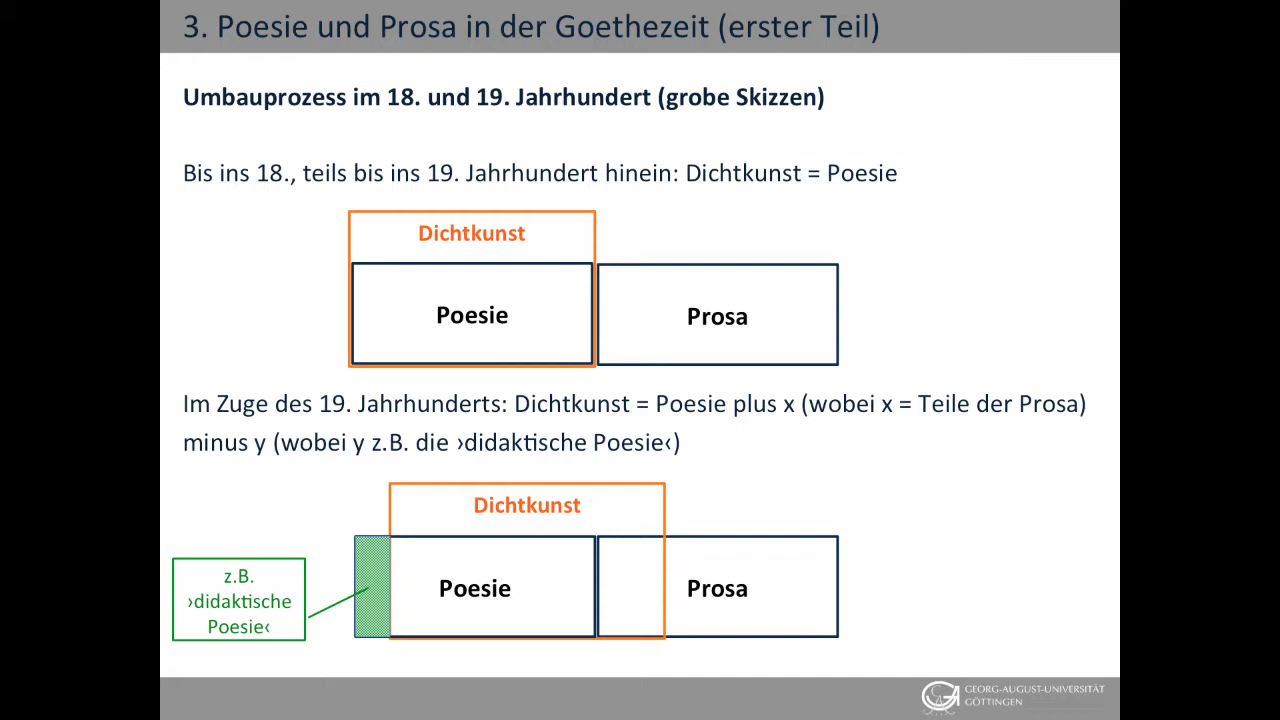 3. Poesie und Prosa in der Goethezeit (erster Teil)
Umbauprozess im 18. und 19. Jahrhundert (grobe Skizzen)
Bis ins 18., teils bis ins 19. Jahrhundert hinein: Dichtkunst = Poesie
Dichtkunst
Poesie
Prosa
Im Zuge des 19. Jahrhunderts: Dichtkunst = Poesie plus x (wobei x = Teile der Prosa)
minus y (wobei y z.B. die ›didaktische Poesie‹)
Dichtkunst
z.B.
›didaktische
Poesie‹
Poesie
Prosa
GEORG-AUGUST-UNIVERSITÄT
GÖTTINGEN